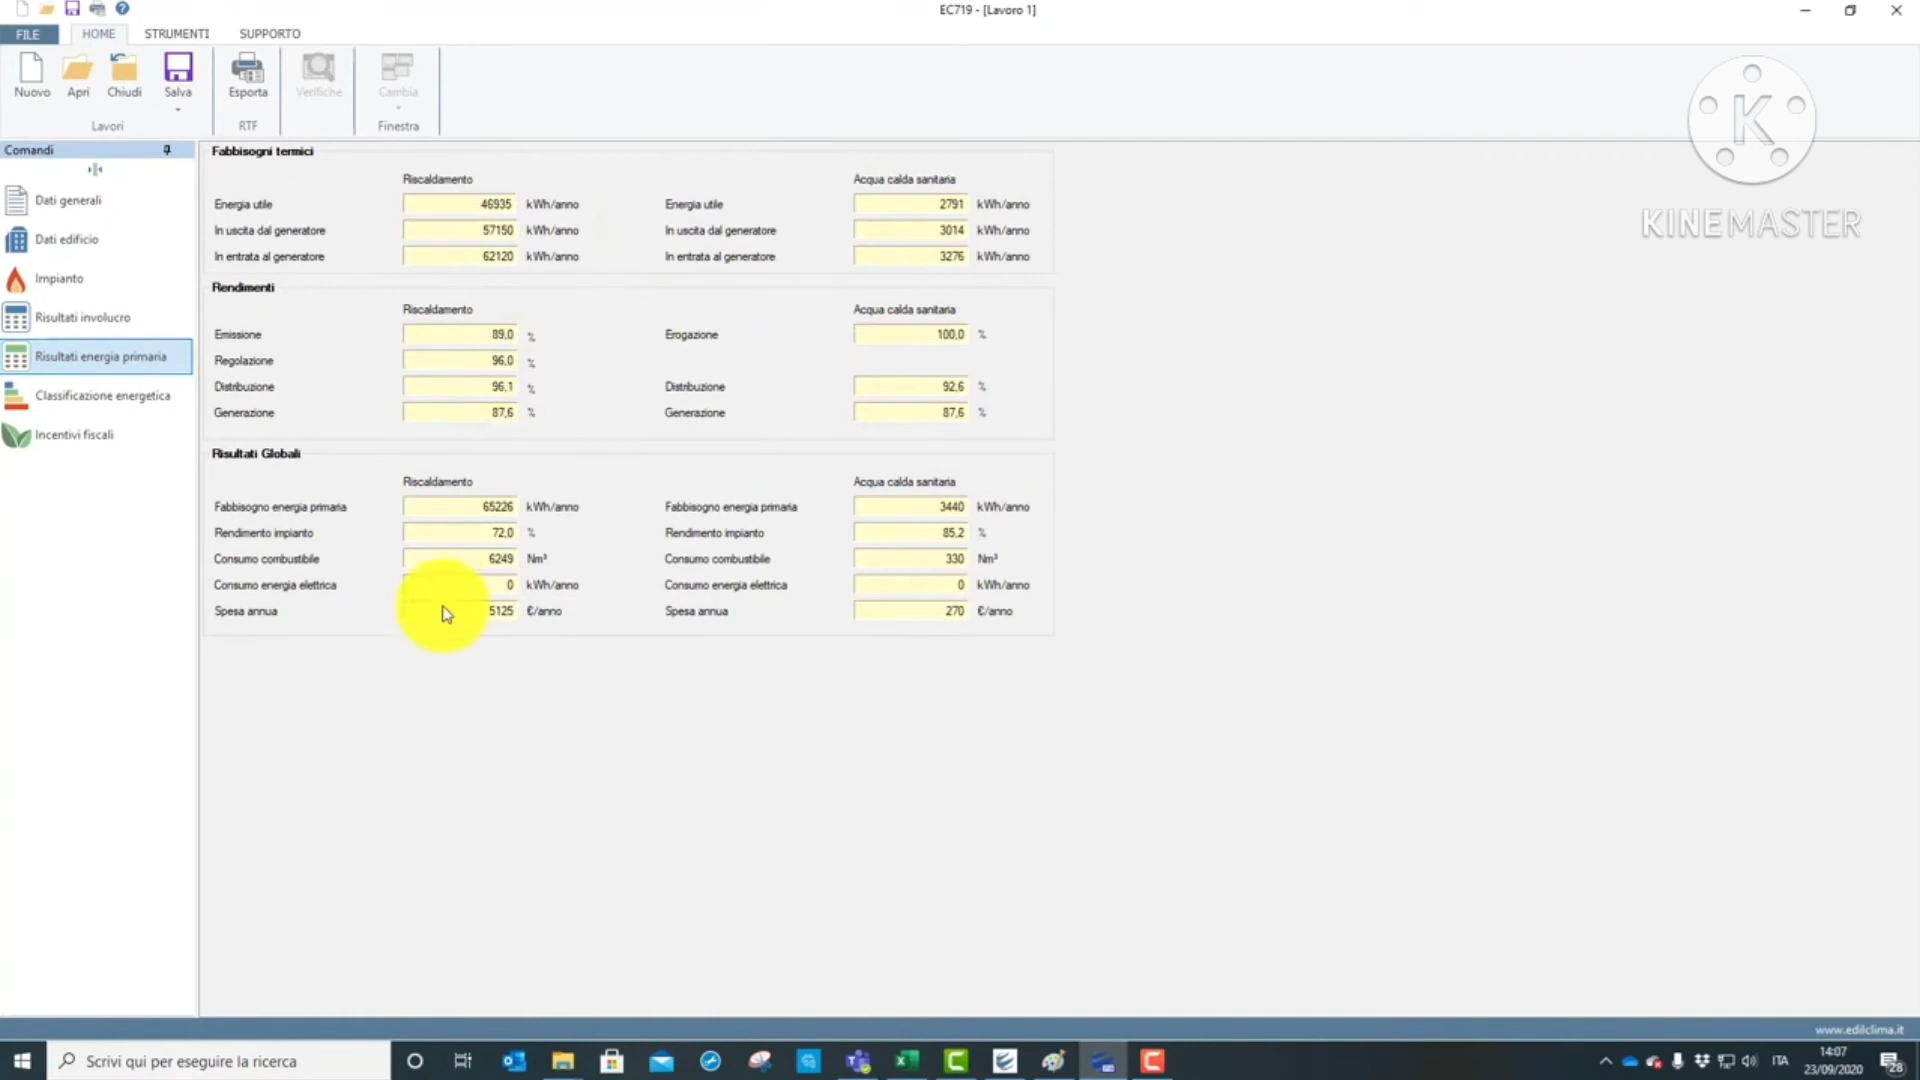 EC719 - [Lavoro 1]
FILE HOME STRUMENTI SUPPORTO
Nuovo Apri Chiudi Salva Esporta Verifiche Cambia
Lavori RTF Finestra
K
KINEMASTER
Comandi
Dati generali
Dati edificio
Impianto
Risultati involucro
Risultati energia primaria
Classificazione energetica
Incentivi fiscali
Fabbisogni termici
Riscaldamento Acqua calda sanitaria
Energia utile 46935 kWh/anno Energia utile 2791 kWh/anno
In uscita dal generatore 57150 kWh/anno In uscita dal generatore 3014 kWh/anno
In entrata al generatore 62120 kWh/anno In entrata al generatore 3276 kWh/anno
Rendimenti
Riscaldamento Acqua calda sanitaria
Emissione 89,0 % Erogazione 100,0 %
Regolazione 96,0 %
Distribuzione 96,1 % Distribuzione 92,6 %
Generazione 87,6 % Generazione 87,6 %
Risultati Globali
Riscaldamento Acqua calda sanitaria
Fabbisogno energia primaria 65226 kWh/anno Fabbisogno energia primaria 3440 kWh/anno
Rendimento impianto 72,0 % Rendimento impianto 85,2 %
Consumo combustibile 6249 Nm³ Consumo combustibile 330 Nm³
Consumo energia elettrica 0 kWh/anno Consumo energia elettrica 0 kWh/anno
Spesa annua 5125 €/anno Spesa annua 270 €/anno
www.edilclima.it
Scrivi qui per eseguire la ricerca
ITA
14:07
23/09/2020
28